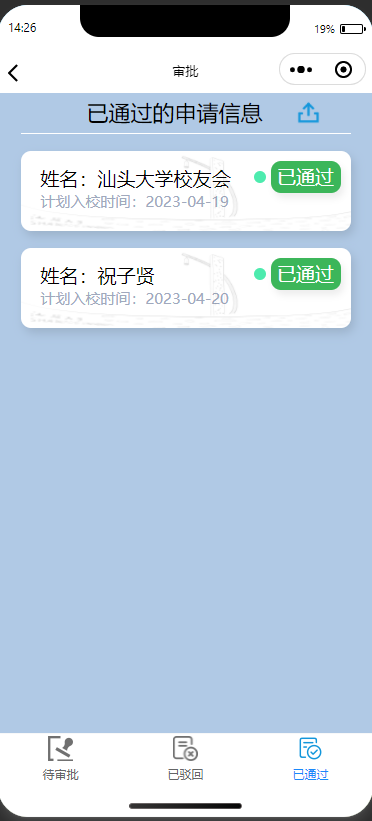 14:26
19%
审批
已通过的申请信息
姓名：汕头大学校友会
已通过
计划入校时间：2023-04-19
姓名：祝子贤
已通过
计划入校时间：2023-04-20
待审批
已驳回
已通过